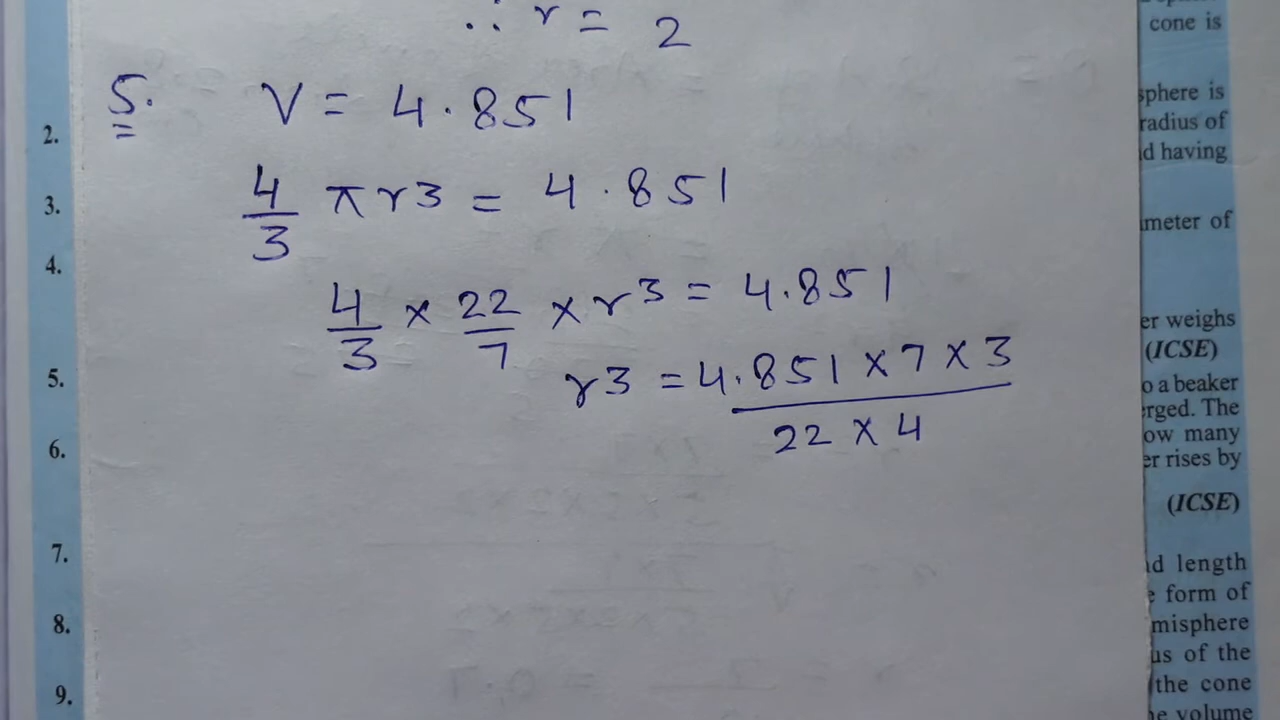 ∴ r = 2
5. V = 4.851
4/3 π r3 = 4.851
4/3 × 22/7 × r3 = 4.851
r3 = 4.851 × 7 × 3 / 22 × 4
2.
3.
4.
5.
6.
7.
8.
9.
cone is
sphere is
radius of
having
meter of
er weighs
(ICSE)
a beaker
rged. The
ow many
er rises by
(ICSE)
length
form of
misphere
us of the
the cone
volume